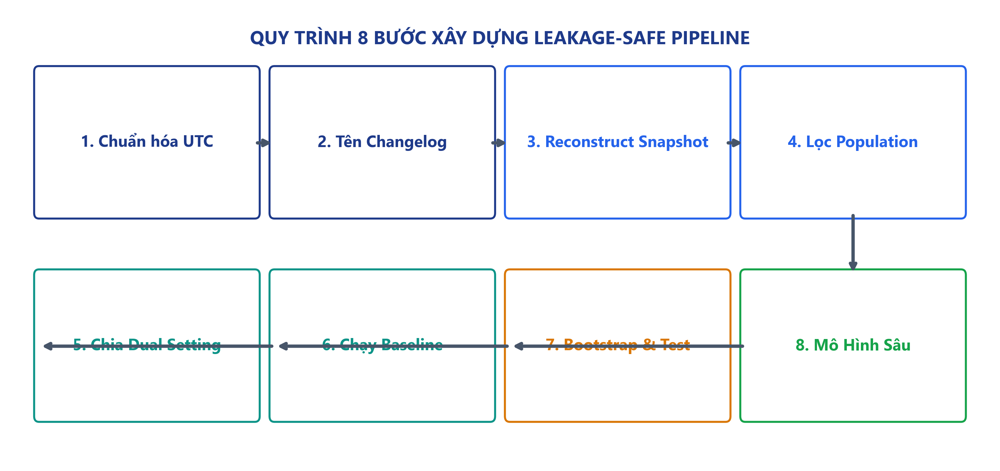 QUY TRÌNH 8 BƯỚC XÂY DỰNG LEAKAGE-SAFE PIPELINE
1. Chuẩn hóa UTC
2. Tên Changelog
3. Reconstruct Snapshot
4. Lọc Population
5. Chia Dual Setting
6. Chạy Baseline
7. Bootstrap & Test
8. Mô Hình Sâu